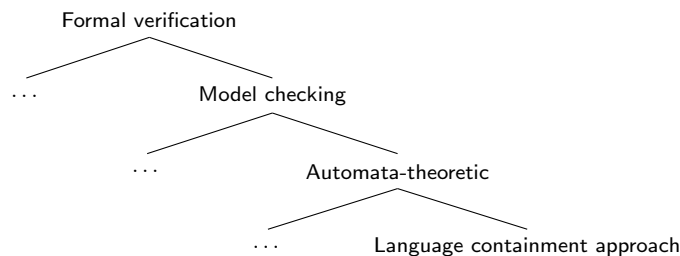 Formal verification
...
Model checking
...
Automata-theoretic
...
Language containment approach